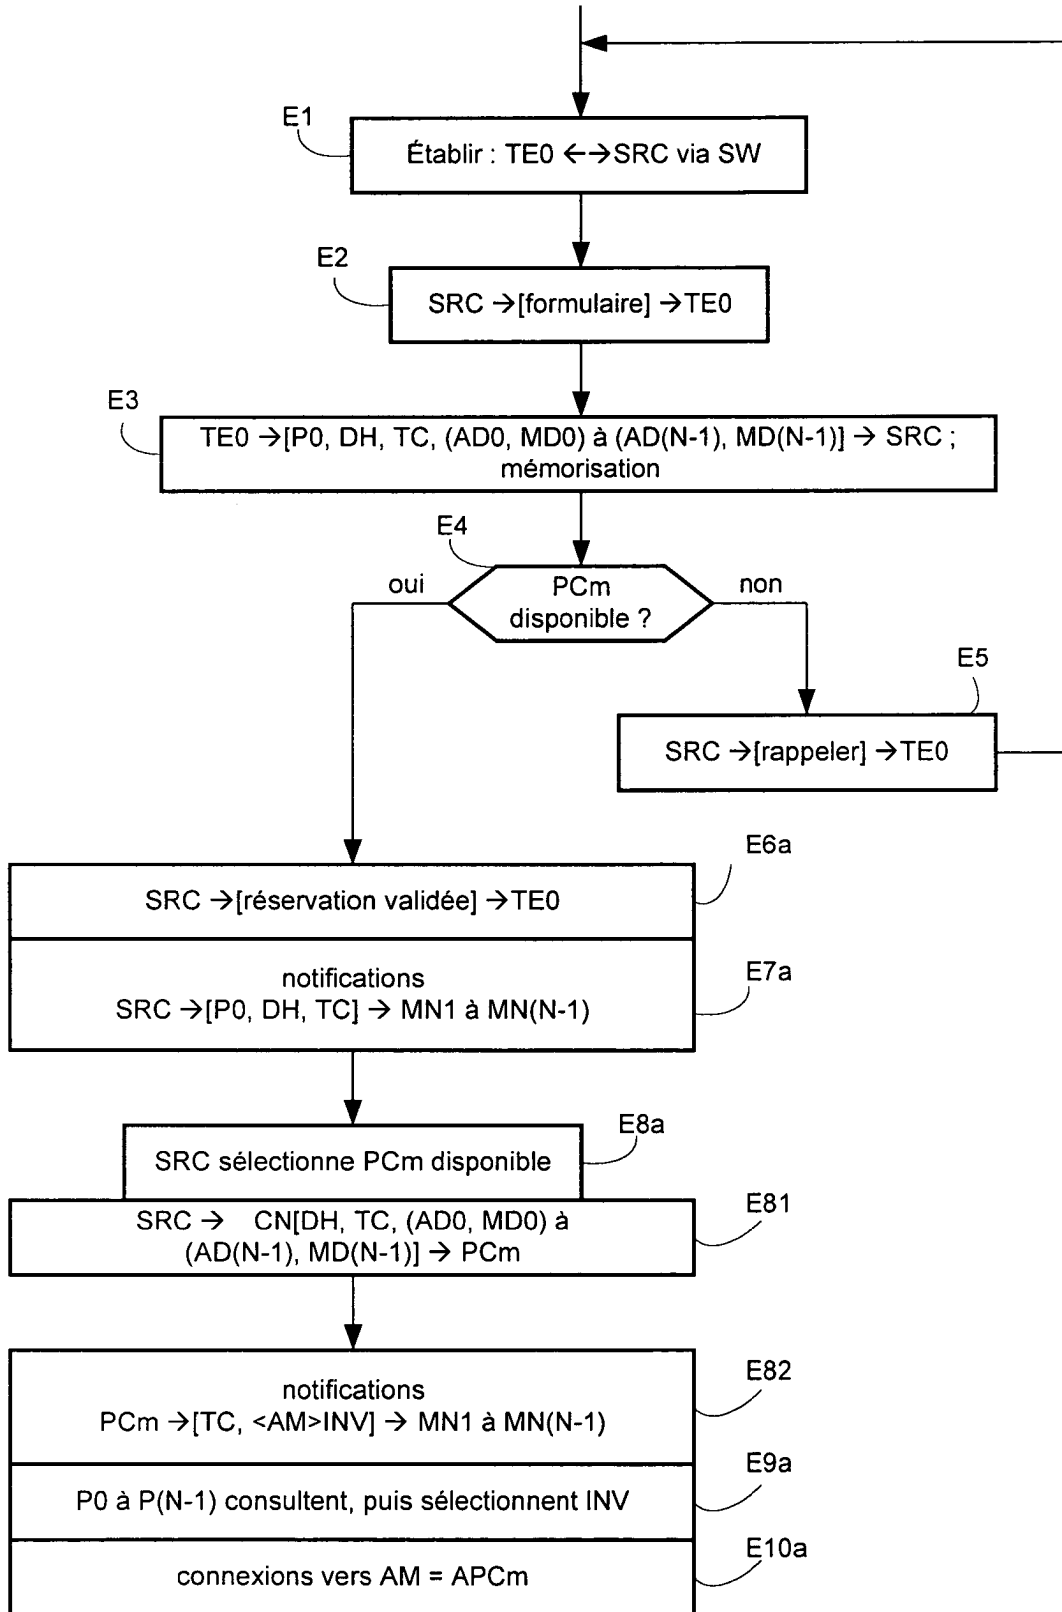 E1
Établir : TE0 ←→SRC via SW
E2
SRC →[formulaire] →TE0
E3
TE0 →[P0, DH, TC, (AD0, MD0) à (AD(N-1), MD(N-1)] → SRC ;
mémorisation
E4
oui
PCm
disponible ?
non
E5
SRC →[rappeler] →TE0
E6a
SRC →[réservation validée] →TE0
E7a
notifications
SRC →[P0, DH, TC] → MN1 à MN(N-1)
E8a
SRC sélectionne PCm disponible
E81
SRC → CN[DH, TC, (AD0, MD0) à
(AD(N-1), MD(N-1)] → PCm
E82
notifications
PCm →[TC, <AM>INV] → MN1 à MN(N-1)
E9a
P0 à P(N-1) consultent, puis sélectionnent INV
E10a
connexions vers AM = APCm